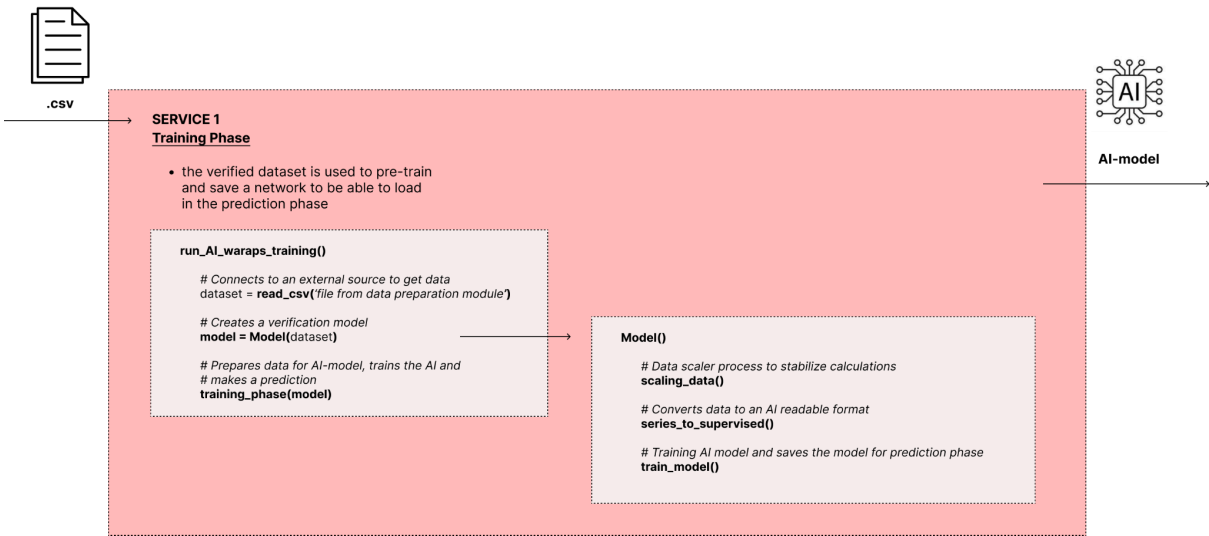 .csv
SERVICE 1
Training Phase
• the verified dataset is used to pre-train
and save a network to be able to load
in the prediction phase
run_AI_waraps_training()
# Connects to an external source to get data
dataset = read_csv('file from data preparation module')
# Creates a verification model
model = Model(dataset)
# Prepares data for AI-model, trains the AI and
# makes a prediction
training_phase(model)
Model()
# Data scaler process to stabilize calculations
scaling_data()
# Converts data to an AI readable format
series_to_supervised()
# Training AI model and saves the model for prediction phase
train_model()
AI
AI-model